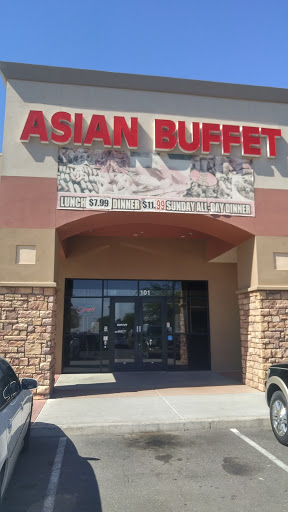 ASIAN BUFFET
LUNCH $7.99 DINNER $11.99 SUNDAY ALL-DAY DINNER
101